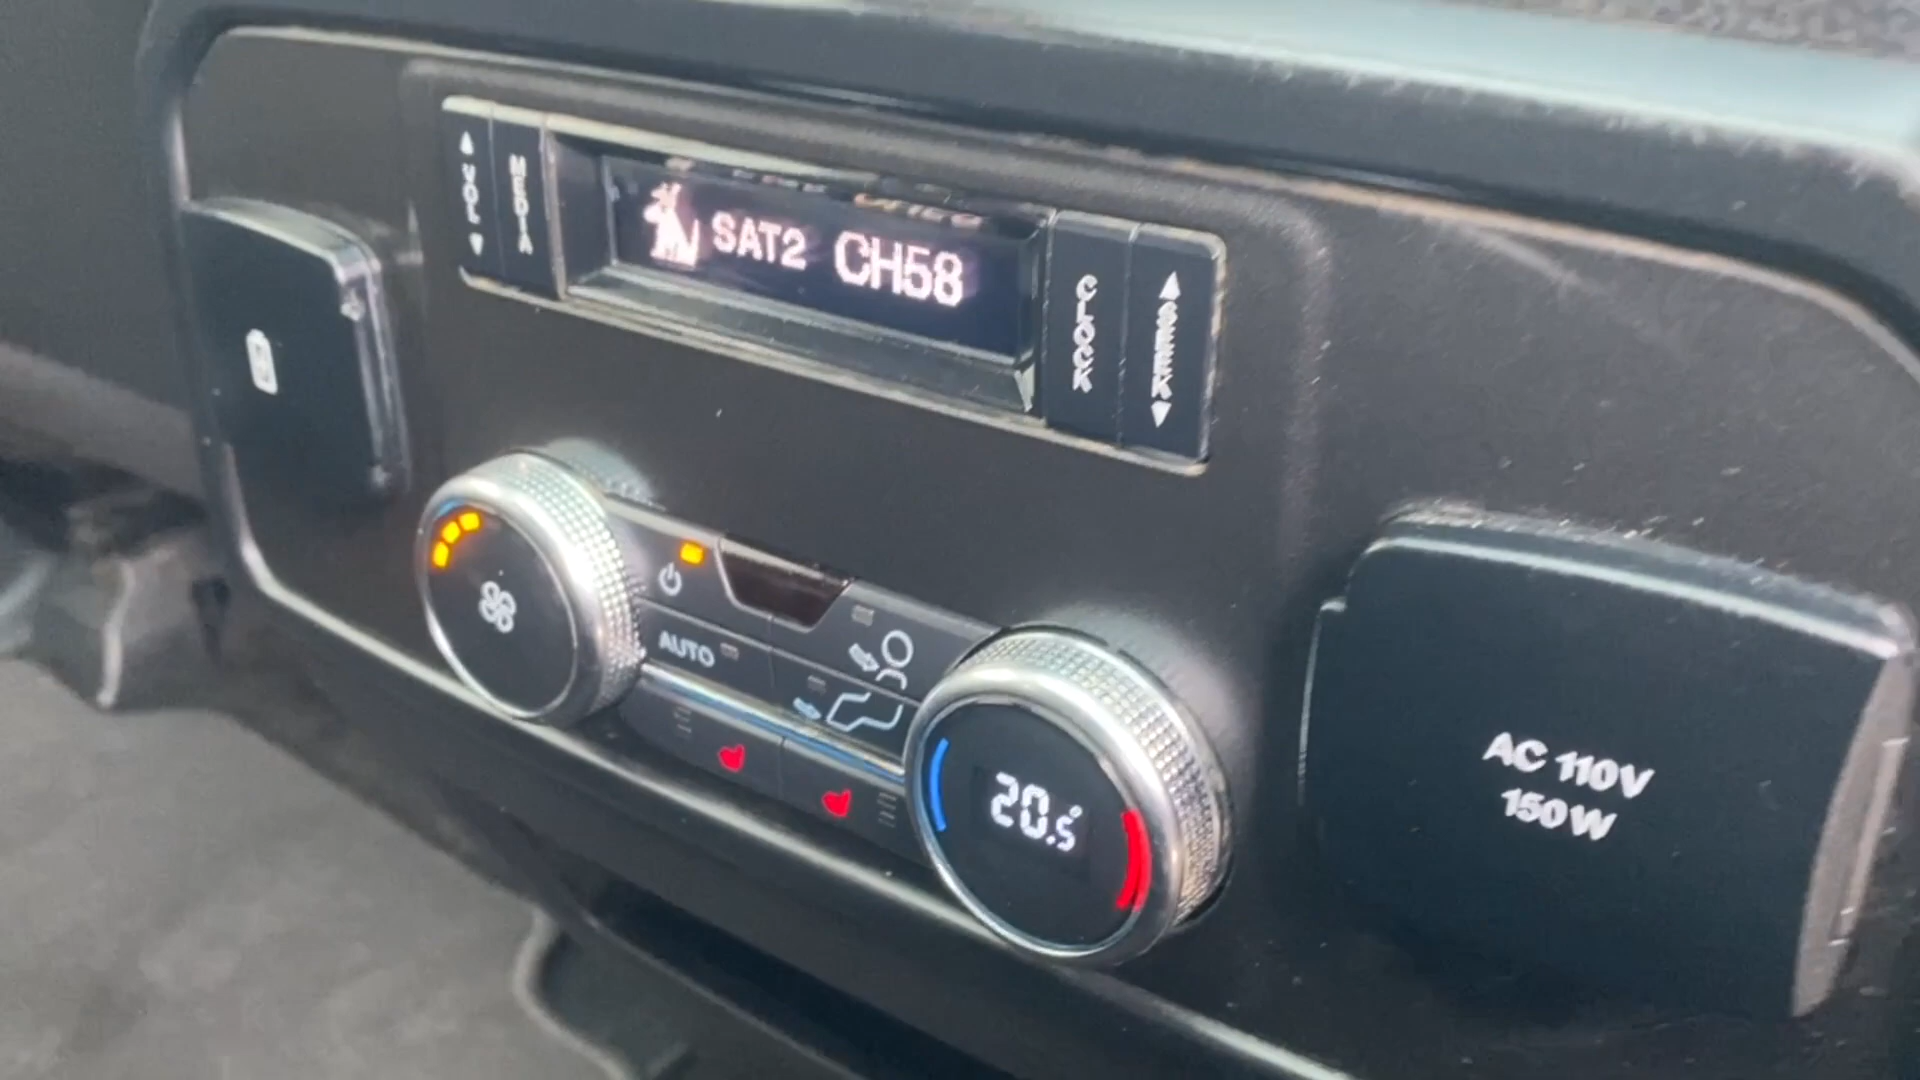 VOL
MEDIA
SAT2 CH58
CLOCK
SEEK
AUTO
20.5°
AC 110V
150W